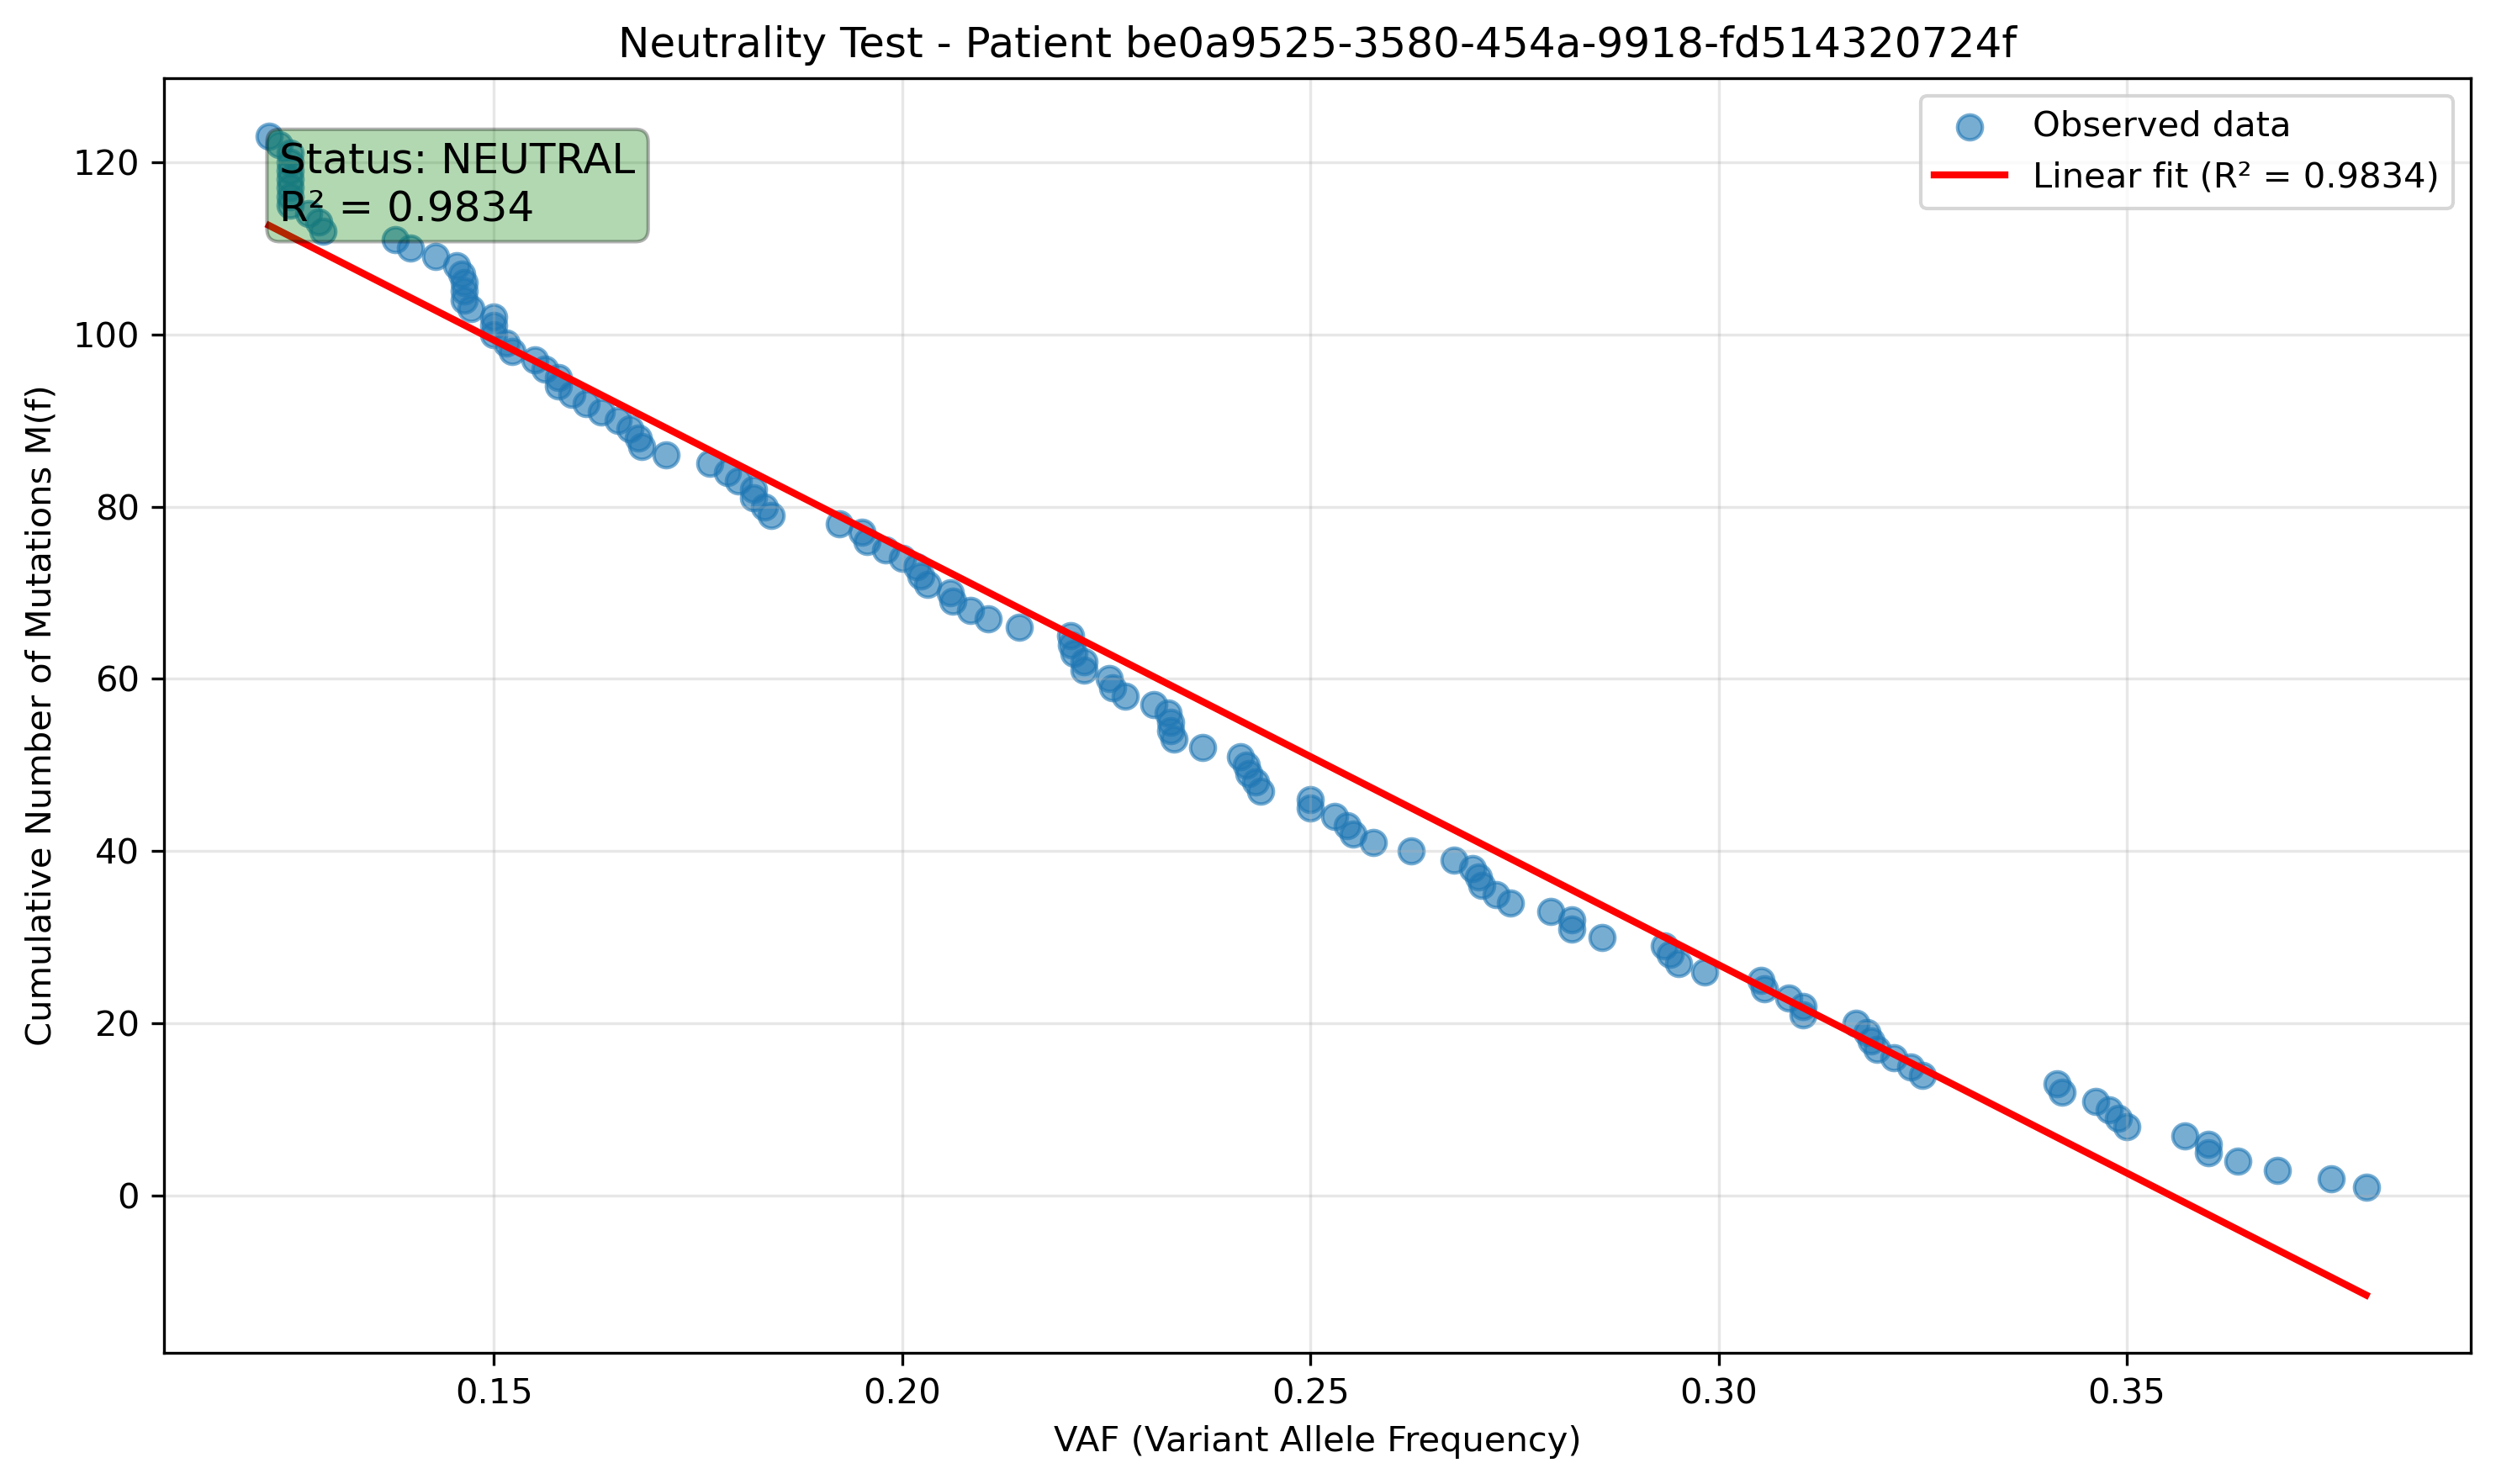 Neutrality Test - Patient be0a9525-3580-454a-9918-fd514320724f
Status: NEUTRAL
R² = 0.9834
Observed data
Linear fit (R² = 0.9834)
Cumulative Number of Mutations M(f)
120
100
80
60
40
20
0
0.15 0.20 0.25 0.30 0.35
VAF (Variant Allele Frequency)